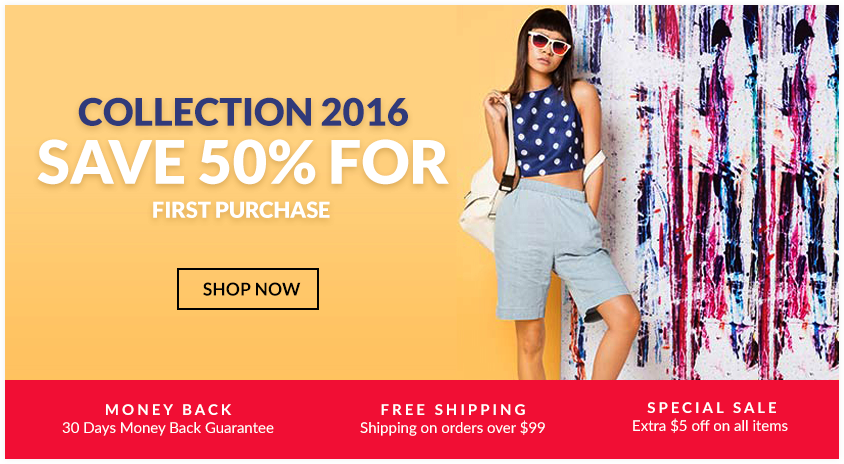 COLLECTION 2016
SAVE 50% FOR
FIRST PURCHASE
SHOP NOW
MONEY BACK
30 Days Money Back Guarantee
FREE SHIPPING
Shipping on orders over $99
SPECIAL SALE
Extra $5 off on all items